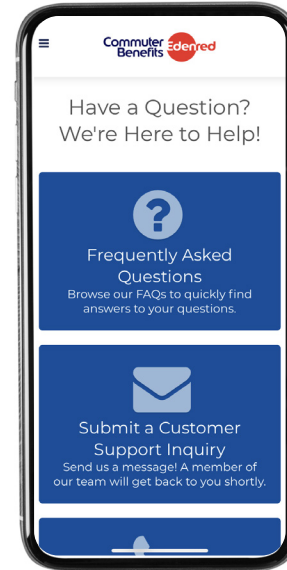 Commuter
Benefits
Edenred
Have a Question?
We're Here to Help!
?
Frequently Asked
Questions
Browse our FAQs to quickly find
answers to your questions.
Submit a Customer
Support Inquiry
Send us a message! A member of
our team will get back to you shortly.